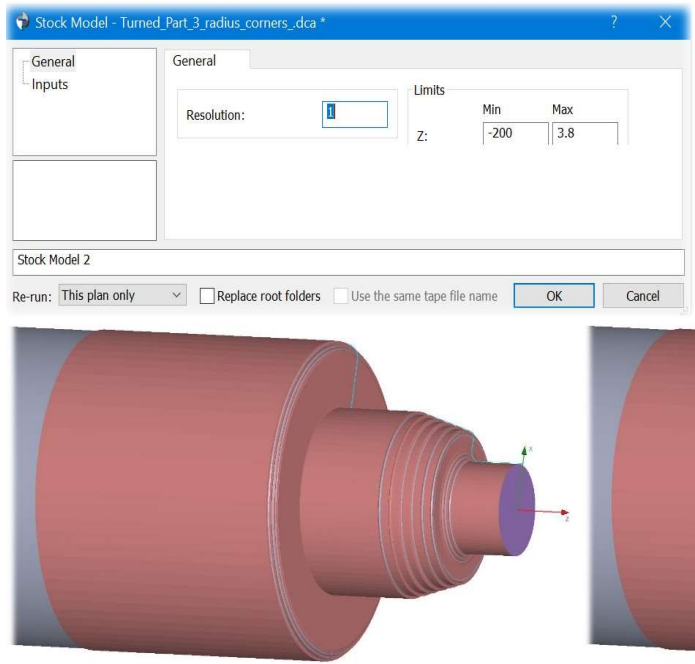 Stock Model - Turned_Part_3_radius_corners_.dca *
General
Inputs
General
Resolution: 1
Limits
Min Max
Z: -200 3.8
Stock Model 2
Re-run: This plan only Replace root folders Use the same tape file name OK Cancel
x
z